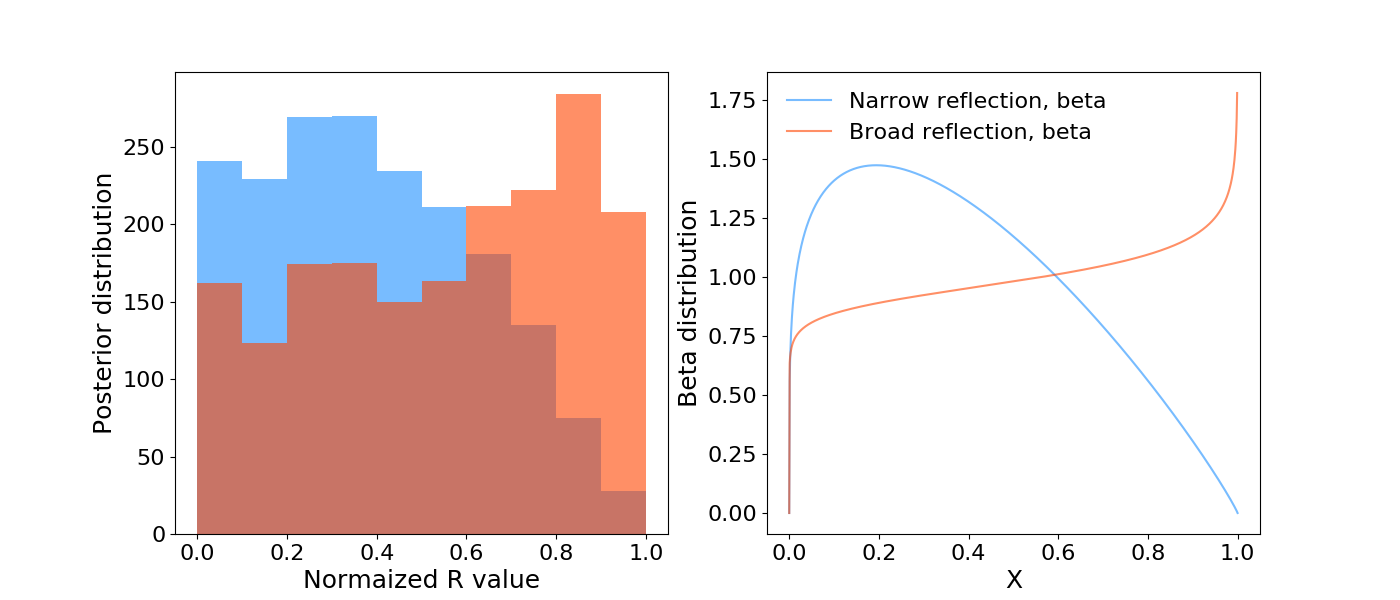 Posterior distribution
250
200
150
100
50
0
0.0 0.2 0.4 0.6 0.8 1.0
Normaized R value
Beta distribution
1.75
1.50
1.25
1.00
0.75
0.50
0.25
0.00
Narrow reflection, beta
Broad reflection, beta
0.0 0.2 0.4 0.6 0.8 1.0
X